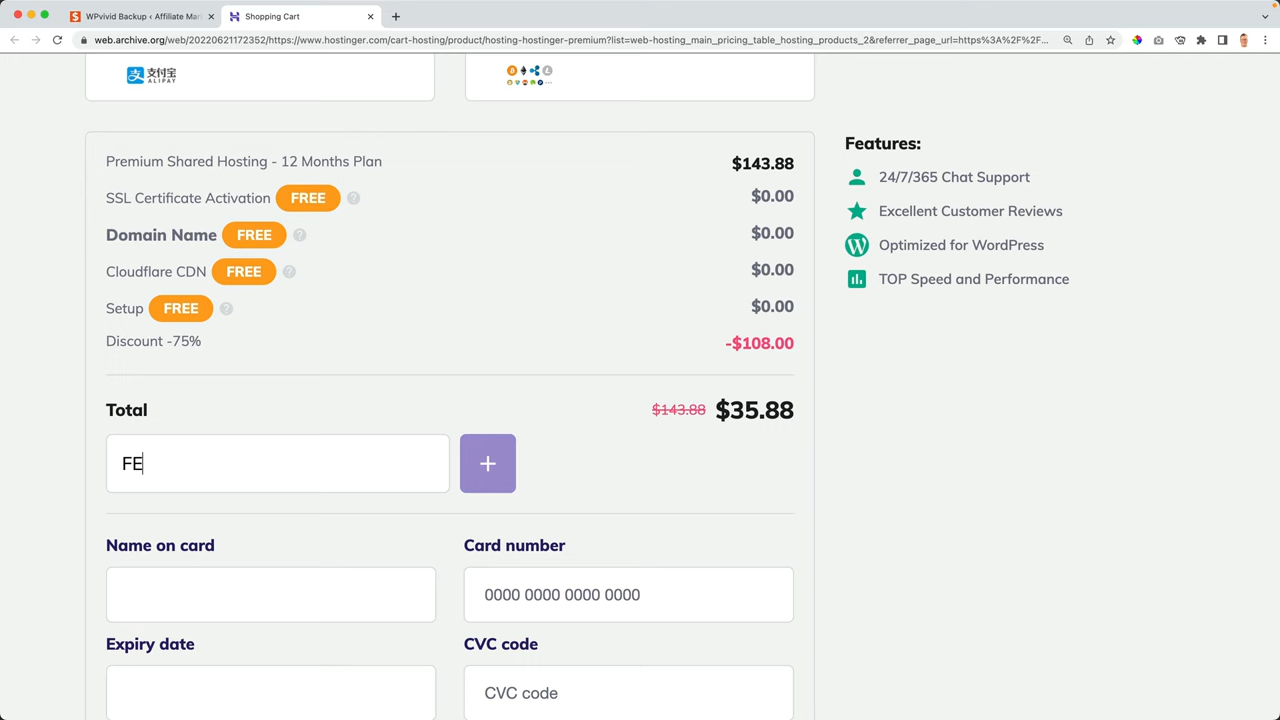 WPvivid Backup ‹ Affiliate Mar
Shopping Cart
web.archive.org/web/20220621172352/https://www.hostinger.com/cart-hosting/product/hosting-hostinger-premium?list=web-hosting_main_pricing_table_hosting_products_2&referrer_page_url=https%3A%2F%2F...
支付宝
ALIPAY
Premium Shared Hosting - 12 Months Plan $143.88
SSL Certificate Activation FREE ? $0.00
Domain Name FREE ? $0.00
Cloudflare CDN FREE ? $0.00
Setup FREE ? $0.00
Discount -75% -$108.00
Total $143.88 $35.88
FE +
Name on card Card number
0000 0000 0000 0000
Expiry date CVC code
CVC code
Features:
24/7/365 Chat Support
Excellent Customer Reviews
Optimized for WordPress
TOP Speed and Performance